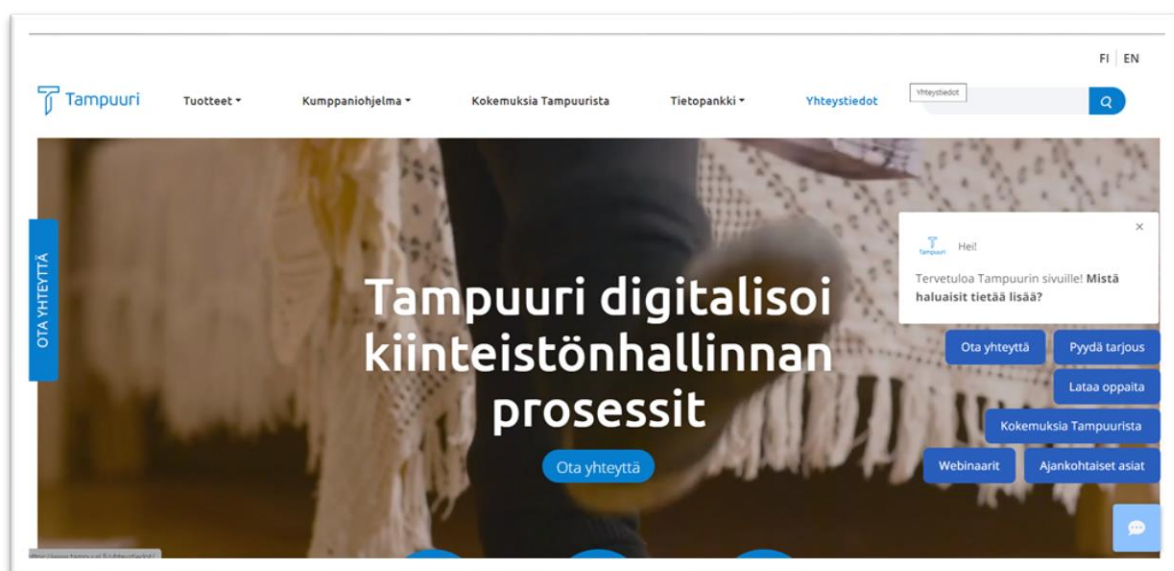 FI EN
Tampuuri
Tuotteet
Kumppaniohjelma
Kokemuksia Tampuurista
Tietopankki
Yhteystiedot
Yhteystiedot
OTA YHTEYTTÄ
Tampuuri digitalisoi
kiinteistönhallinnan
prosessit
Ota yhteyttä
Tampuuri
Hei!
Tervetuloa Tampuurin sivuille! Mistä
haluaisit tietää lisää?
Ota yhteyttä
Pyydä tarjous
Lataa oppaita
Kokemuksia Tampuurista
Webinaarit
Ajankohtaiset asiat